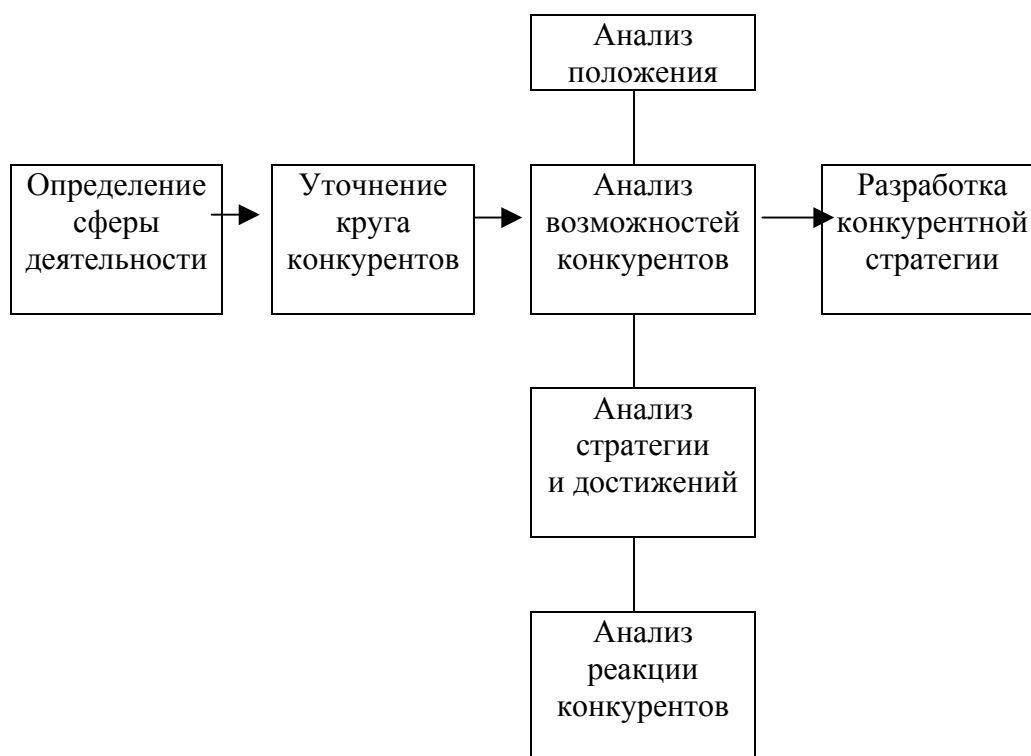 Анализ
положения
Определение
сферы
деятельности
Уточнение
круга
конкурентов
Анализ
возможностей
конкурентов
Разработка
конкурентной
стратегии
Анализ
стратегии
и достижений
Анализ
реакции
конкурентов